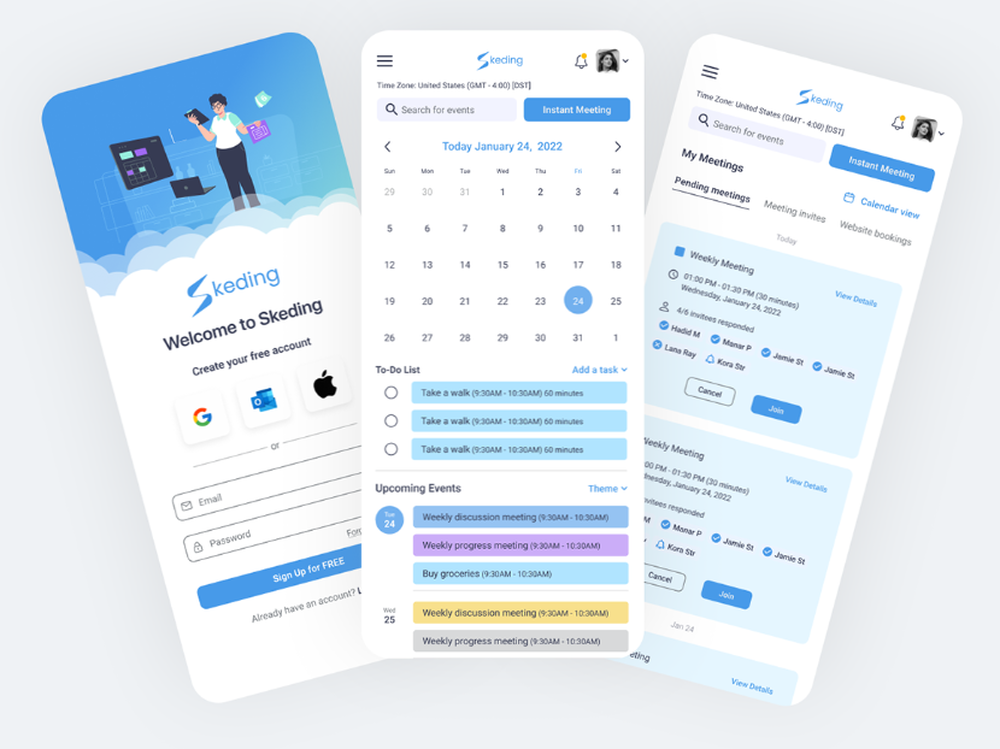 Skeding
Welcome to Skeding
Create your free account
or
Email
Password
Sign Up for FREE
Already have an account?
Skeding
Time Zone: United States (GMT - 4:00) [DST]
Search for events
Instant Meeting
Today January 24, 2022
Sun Mon Tue Wed Thu Fri Sat
29 30 31 1 2 3 4
5 6 7 8 9 10 11
12 13 14 15 16 17 18
19 20 21 22 23 24 25
26 27 28 29 30 31 1
To-Do List
Add a task
Take a walk (9:30AM - 10:30AM) 60 minutes
Take a walk (9:30AM - 10:30AM) 60 minutes
Take a walk (9:30AM - 10:30AM) 60 minutes
Upcoming Events
Theme
Tue
24
Weekly discussion meeting (9:30AM - 10:30AM)
Weekly progress meeting (9:30AM - 10:30AM)
Buy groceries (9:30AM - 10:30AM)
Wed
25
Weekly discussion meeting (9:30AM - 10:30AM)
Weekly progress meeting (9:30AM - 10:30AM)
Skeding
Time Zone: United States (GMT - 4:00) [DST]
Search for events
Instant Meeting
My Meetings
Calendar view
Pending meetings
Meeting invites
Website bookings
Today
Weekly Meeting
01:00 PM - 01:30 PM (30 minutes)
Wednesday, January 24, 2022
View Details
4/6 invitees responded
Hadid M Manar P Jamie St Jamie St
Lana Ray Kora Str
Cancel
Join
Weekly Meeting
:00 PM - 01:30 PM (30 minutes)
nesday, January 24, 2022
View Details
invitees responded
M Manar P Jamie St Jamie St
Kora Str
Cancel
Join
Jan 24
eting
View Details